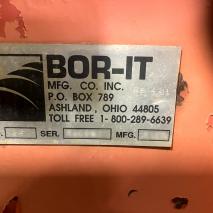 BOR-IT
MFG. CO. INC.
P.O. BOX 789
ASHLAND, OHIO 44805
TOLL FREE 1-800-289-6639
SER. MFG.